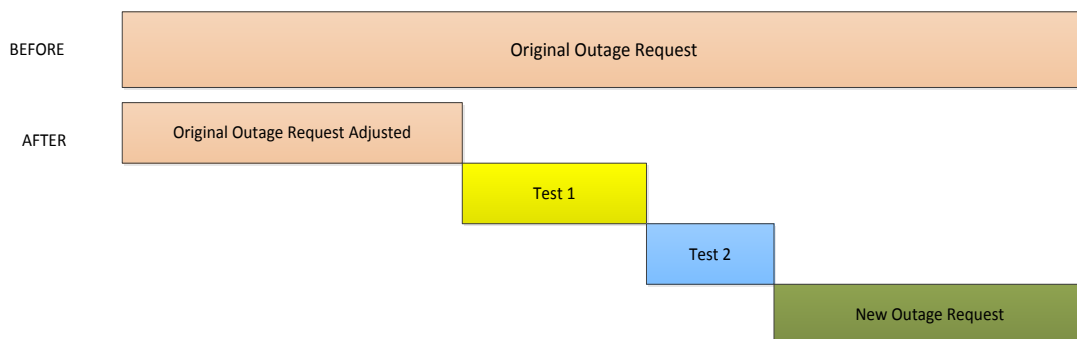 BEFORE
Original Outage Request
AFTER
Original Outage Request Adjusted
Test 1
Test 2
New Outage Request